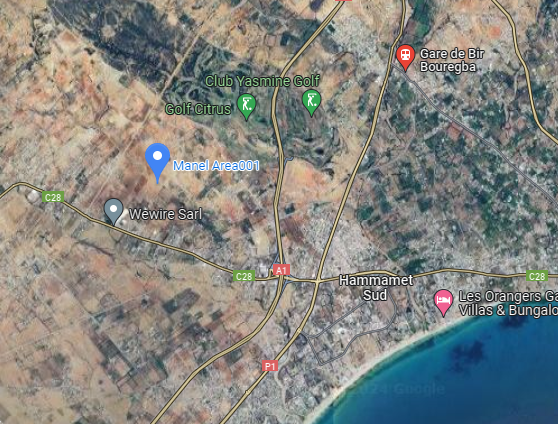 Gare de Bir
Bouregba
Club Yasmine Golf
Golf Citrus
Manel Area001
C28
Wewire Sarl
A1
C28
C28
Hammamet
Sud
Les Orangers Ga
Villas & Bungalo
P1
Google